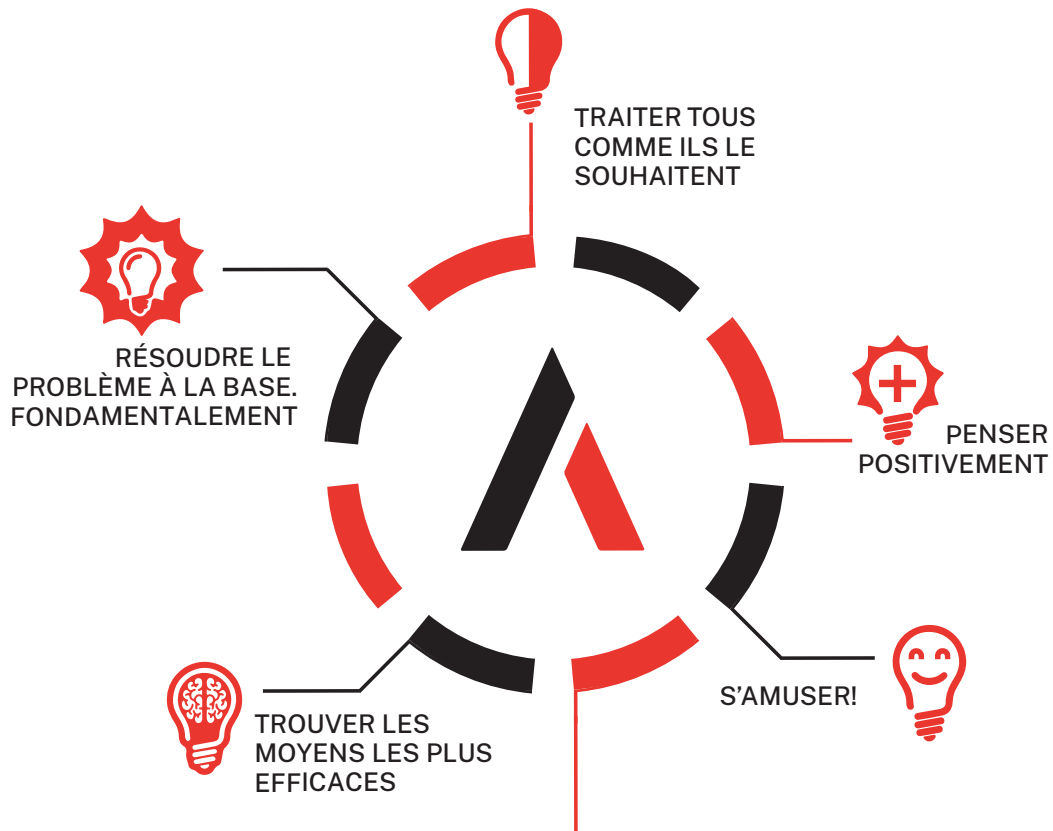 TRAITER TOUS
COMME ILS LE
SOUHAITENT
RÉSOUDRE LE
PROBLÈME À LA BASE.
FONDAMENTALEMENT
PENSER
POSITIVEMENT
S'AMUSER!
TROUVER LES
MOYENS LES PLUS
EFFICACES